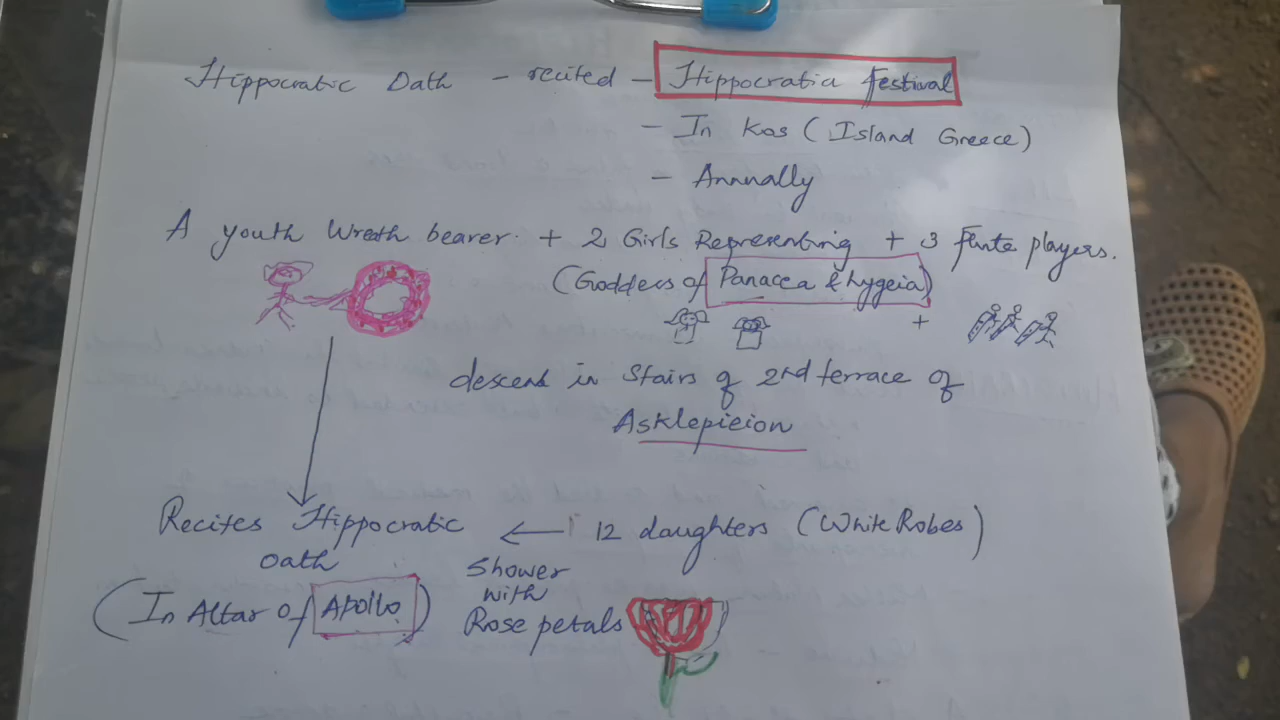 Hippocratic Oath - recited - Hippocratia Festival
- In Kos (Island Greece)
- Annually
A youth Wreath bearer. + 2 Girls Representing + 3 flute players.
(Goddess of Panacea & hygeia)
+
descend in Stairs of 2nd terrace of
Asklepieion
Recites Hippocratic ← 12 daughters (White Robes)
oath
Shower
with
(In Altar of Apollo) Rose petals